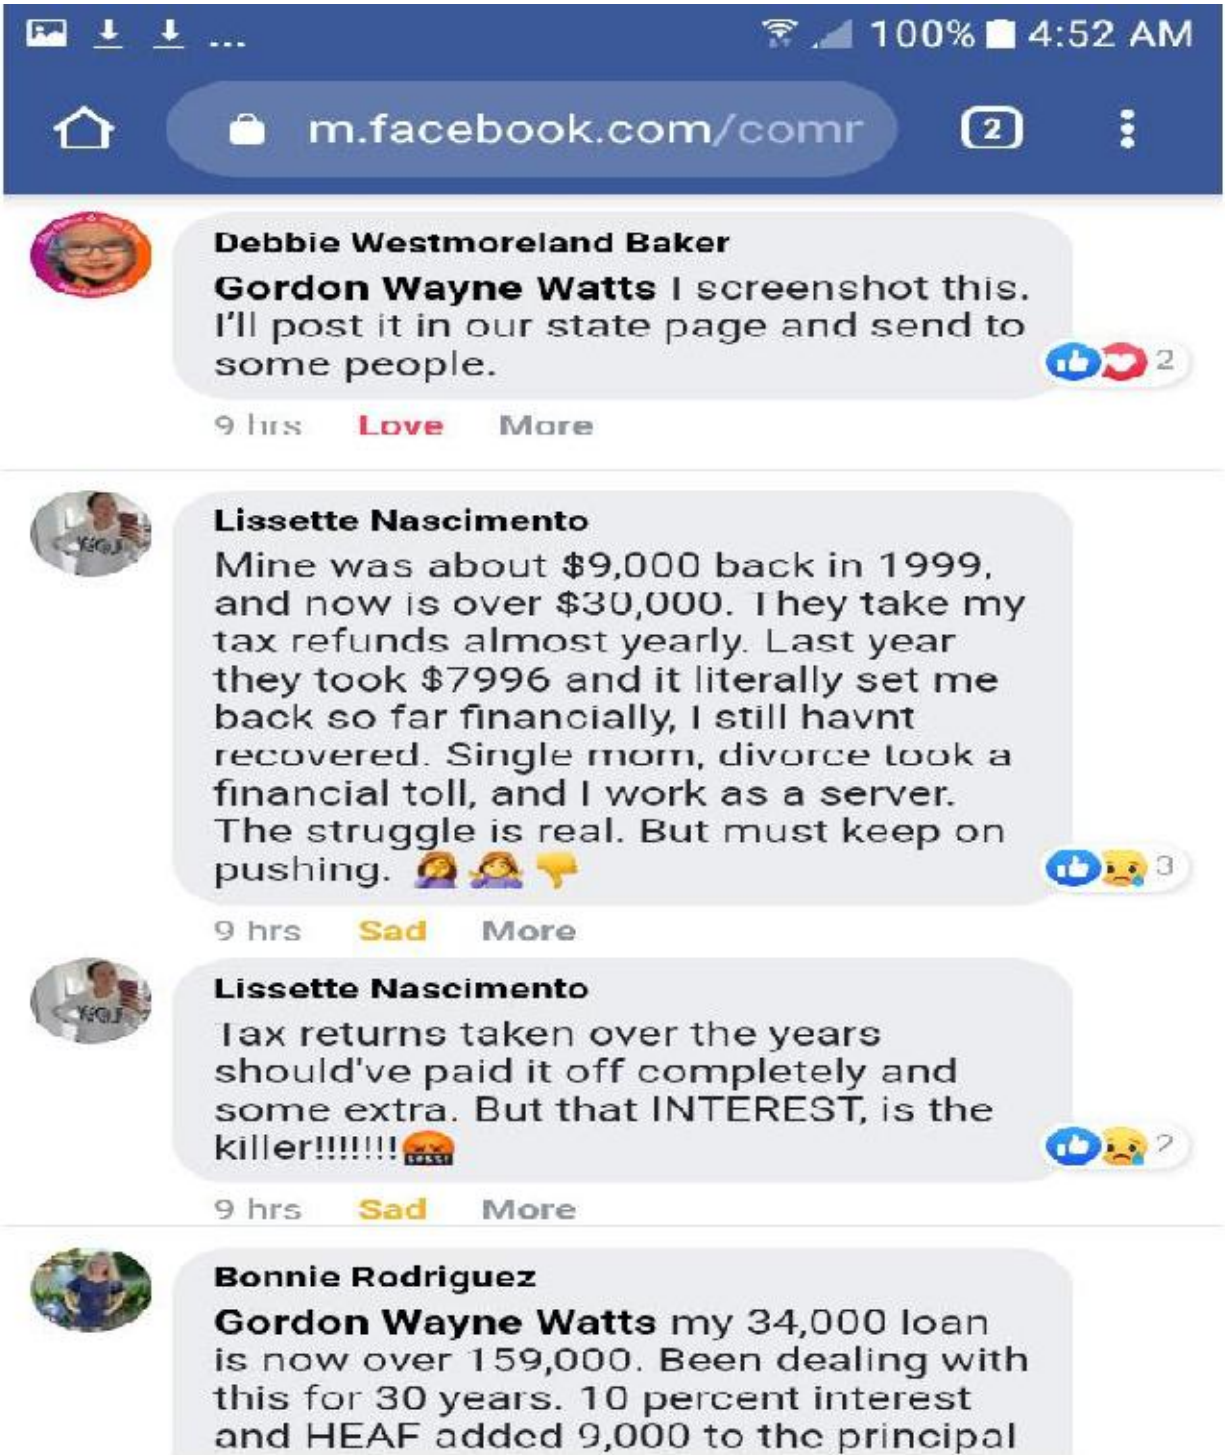 ... 100% 4:52 AM
m.facebook.com/comr 2
Debbie Westmoreland Baker
Gordon Wayne Watts I screenshot this.
I'll post it in our state page and send to
some people.
2
9 hrs Love More
Lissette Nascimento
Mine was about $9,000 back in 1999,
and now is over $30,000. They take my
tax refunds almost yearly. Last year
they took $7996 and it literally set me
back so far financially, I still havnt
recovered. Single mom, divorce took a
financial toll, and I work as a server.
The struggle is real. But must keep on
pushing. 🤦‍♀️ 🤷‍♀️ 👎
3
9 hrs Sad More
Lissette Nascimento
Tax returns taken over the years
should've paid it off completely and
some extra. But that INTEREST, is the
killer!!!!!!!🤬
2
9 hrs Sad More
Bonnie Rodriguez
Gordon Wayne Watts my 34,000 loan
is now over 159,000. Been dealing with
this for 30 years. 10 percent interest
and HEAF added 9,000 to the principal